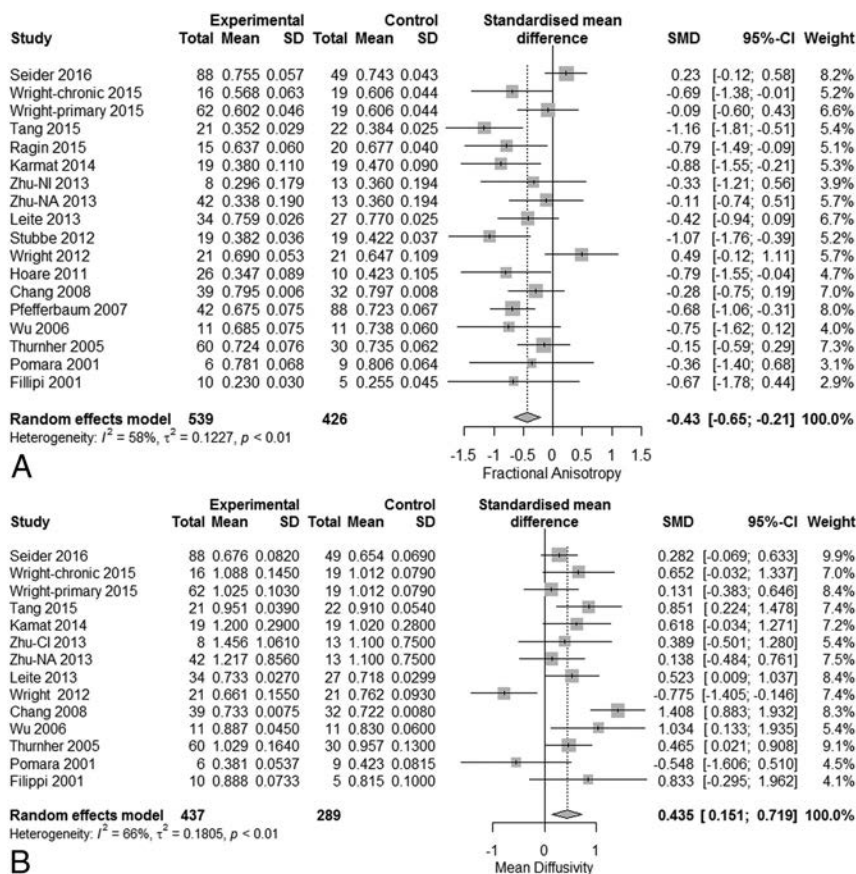 Experimental Control Standardised mean
Study Total Mean SD Total Mean SD difference SMD 95%-CI Weight
Seider 2016 88 0.755 0.057 49 0.743 0.043 0.23 [-0.12; 0.58] 8.2%
Wright-chronic 2015 16 0.568 0.063 19 0.606 0.044 -0.69 [-1.38; -0.01] 5.2%
Wright-primary 2015 62 0.602 0.046 19 0.606 0.044 -0.09 [-0.60; 0.43] 6.6%
Tang 2015 21 0.352 0.029 22 0.384 0.025 -1.16 [-1.81; -0.51] 5.4%
Ragin 2015 15 0.637 0.060 20 0.677 0.040 -0.79 [-1.49; -0.09] 5.1%
Karmat 2014 19 0.380 0.110 19 0.470 0.090 -0.88 [-1.55; -0.21] 5.3%
Zhu-NI 2013 8 0.296 0.179 13 0.360 0.194 -0.33 [-1.21; 0.56] 3.9%
Zhu-NA 2013 42 0.338 0.190 13 0.360 0.194 -0.11 [-0.74; 0.51] 5.7%
Leite 2013 34 0.759 0.026 27 0.770 0.025 -0.42 [-0.94; 0.09] 6.7%
Stubbe 2012 19 0.382 0.036 19 0.422 0.037 -1.07 [-1.76; -0.39] 5.2%
Wright 2012 21 0.690 0.053 21 0.647 0.109 0.49 [-0.12; 1.11] 5.7%
Hoare 2011 26 0.347 0.089 10 0.423 0.105 -0.79 [-1.55; -0.04] 4.7%
Chang 2008 39 0.795 0.006 32 0.797 0.008 -0.28 [-0.75; 0.19] 7.0%
Pfefferbaum 2007 42 0.675 0.075 88 0.723 0.067 -0.68 [-1.06; -0.31] 8.0%
Wu 2006 11 0.685 0.075 11 0.738 0.060 -0.75 [-1.62; 0.12] 4.0%
Thurnher 2005 60 0.724 0.076 30 0.735 0.062 -0.15 [-0.59; 0.29] 7.3%
Pomara 2001 6 0.781 0.068 9 0.806 0.064 -0.36 [-1.40; 0.68] 3.1%
Fillipi 2001 10 0.230 0.030 5 0.255 0.045 -0.67 [-1.78; 0.44] 2.9%
Random effects model 539 426 -0.43 [-0.65; -0.21] 100.0%
Heterogeneity: I² = 58%, τ² = 0.1227, p < 0.01
-1.5 -1 -0.5 0 0.5 1 1.5
A Fractional Anisotropy
Experimental Control Standardised mean
Study Total Mean SD Total Mean SD difference SMD 95%-CI Weight
Seider 2016 88 0.676 0.0820 49 0.654 0.0690 0.282 [-0.069; 0.633] 9.9%
Wright-chronic 2015 16 1.088 0.1450 19 1.012 0.0790 0.652 [-0.032; 1.337] 7.0%
Wright-primary 2015 62 1.025 0.1030 19 1.012 0.0790 0.131 [-0.383; 0.646] 8.4%
Tang 2015 21 0.951 0.0390 22 0.910 0.0540 0.851 [ 0.224; 1.478] 7.4%
Kamat 2014 19 1.200 0.2900 19 1.020 0.2800 0.618 [-0.034; 1.271] 7.2%
Zhu-CI 2013 8 1.456 1.0610 13 1.100 0.7500 0.389 [-0.501; 1.280] 5.4%
Zhu-NA 2013 42 1.217 0.8560 13 1.100 0.7500 0.138 [-0.484; 0.761] 7.5%
Leite 2013 34 0.733 0.0270 27 0.718 0.0299 0.523 [ 0.009; 1.037] 8.4%
Wright 2012 21 0.661 0.1550 21 0.762 0.0930 -0.775 [-1.405; -0.146] 7.4%
Chang 2008 39 0.733 0.0075 32 0.722 0.0080 1.408 [ 0.883; 1.932] 8.3%
Wu 2006 11 0.887 0.0450 11 0.830 0.0600 1.034 [ 0.133; 1.935] 5.4%
Thurnher 2005 60 1.029 0.1640 30 0.957 0.1300 0.465 [ 0.021; 0.908] 9.1%
Pomara 2001 6 0.381 0.0537 9 0.423 0.0815 -0.548 [-1.606; 0.510] 4.5%
Filippi 2001 10 0.888 0.0733 5 0.815 0.1000 0.833 [-0.295; 1.962] 4.1%
Random effects model 437 289 0.435 [ 0.151; 0.719] 100.0%
Heterogeneity: I² = 66%, τ² = 0.1805, p < 0.01
-1 0 1
B Mean Diffusivity